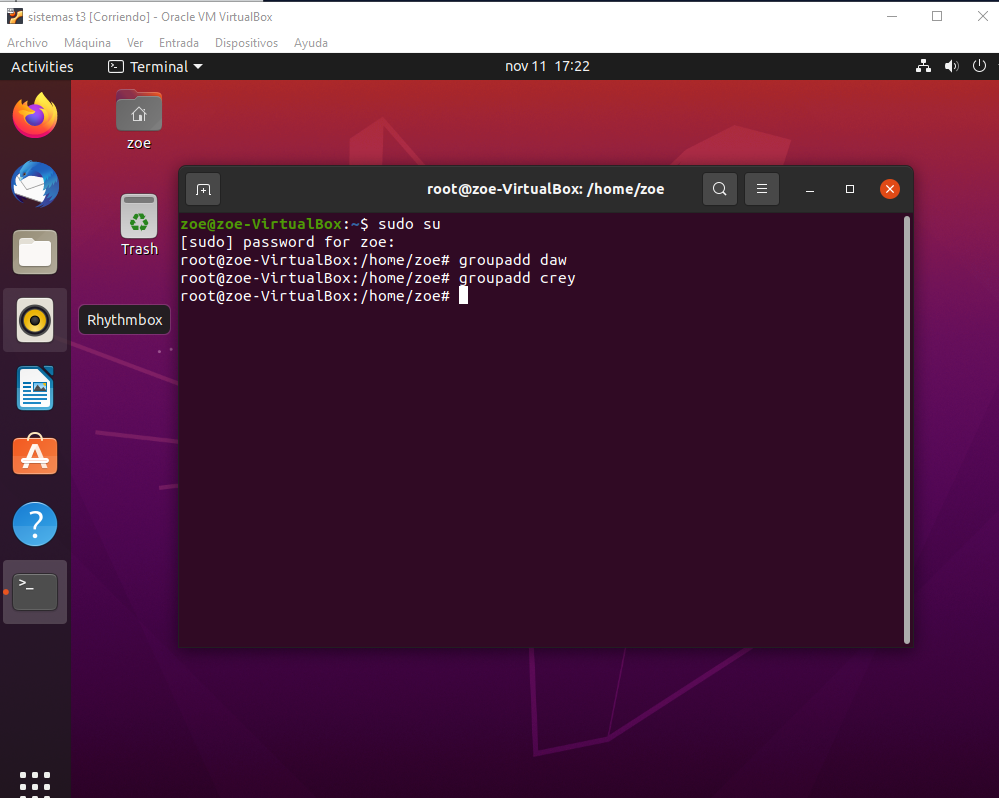 sistemas t3 [Corriendo] - Oracle VM VirtualBox
Archivo Máquina Ver Entrada Dispositivos Ayuda
Activities Terminal nov 11 17:22
zoe
Trash
Rhythmbox
root@zoe-VirtualBox: /home/zoe
zoe@zoe-VirtualBox:~$ sudo su
[sudo] password for zoe:
root@zoe-VirtualBox:/home/zoe# groupadd daw
root@zoe-VirtualBox:/home/zoe# groupadd crey
root@zoe-VirtualBox:/home/zoe#